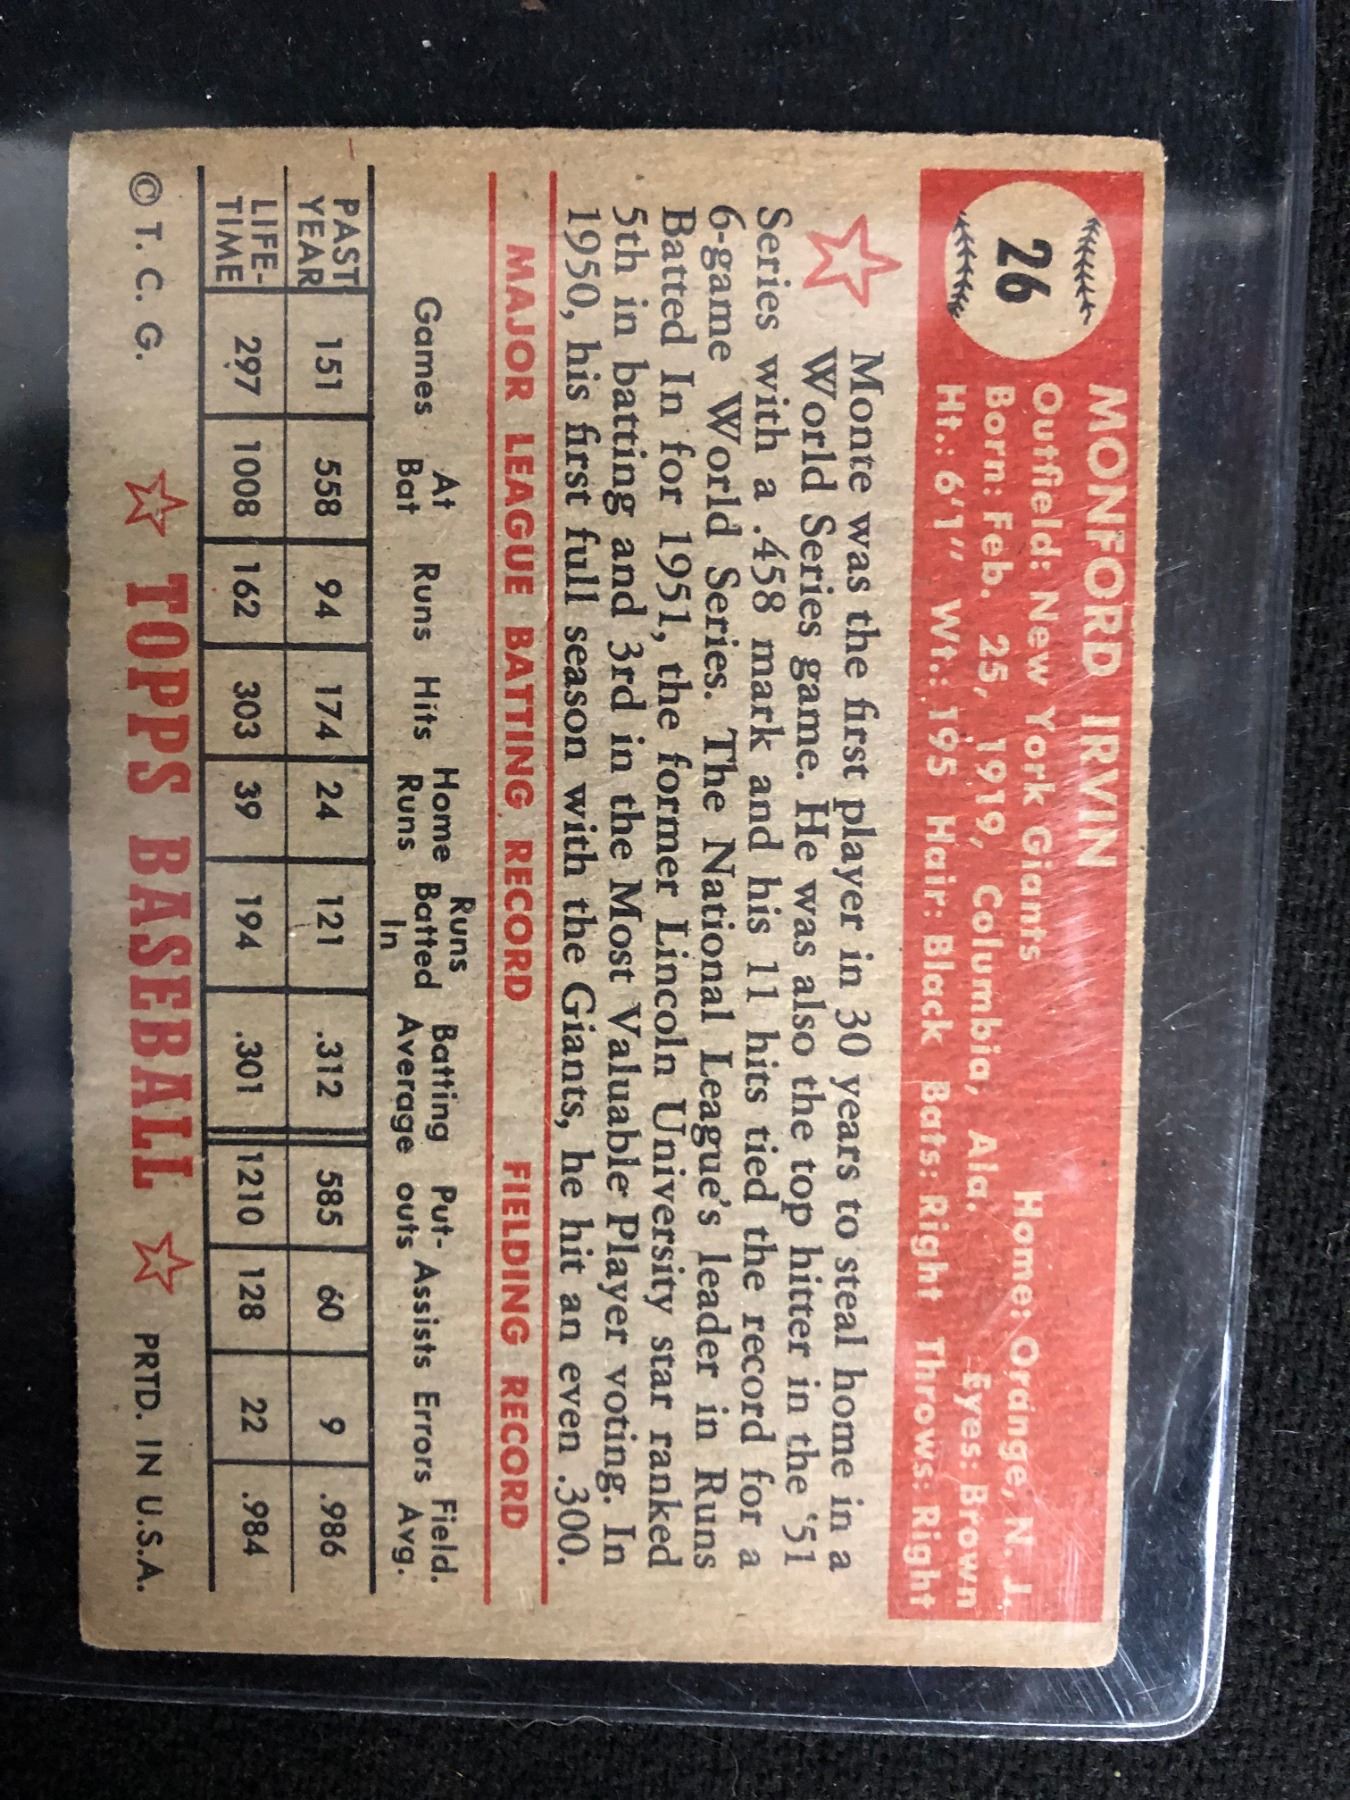 26
MONFORD IRVIN
Outfield: New York Giants Home: Orange, N. J.
Born: Feb. 25, 1919, Columbia, Ala. Eyes: Brown
Ht.: 6'1" Wt.: 195 Hair: Black Bats: Right Throws: Right
Monte was the first player in 30 years to steal home in a
World Series game. He was also the top hitter in the '51
Series with a .458 mark and his 11 hits tied the record for a
6-game World Series. The National League's leader in Runs
Batted In for 1951, the former Lincoln University star ranked
5th in batting and 3rd in the Most Valuable Player voting. In
1950, his first full season with the Giants, he hit an even .300.
MAJOR LEAGUE BATTING RECORD FIELDING RECORD
Games At Bat Runs Hits Home Runs Runs Batted In Batting Average Put-outs Assists Errors Field. Avg.
PAST YEAR 151 558 94 174 24 121 .312 585 60 9 .986
LIFE-TIME 297 1008 162 303 39 194 .301 1210 128 22 .984
© T. C. G. TOPPS BASEBALL PRTD. IN U.S.A.